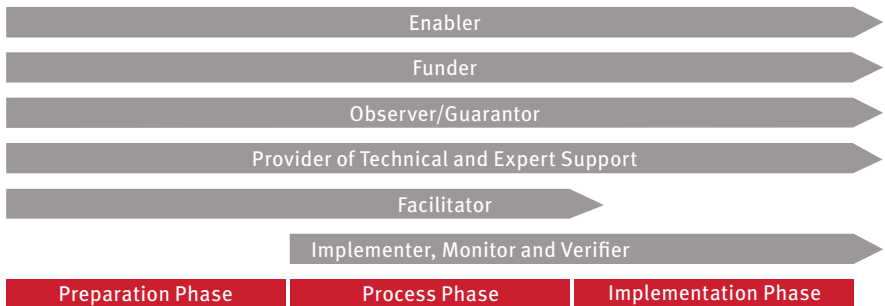 Enabler
Funder
Observer/Guarantor
Provider of Technical and Expert Support
Facilitator
Implementer, Monitor and Verifier
Preparation Phase
Process Phase
Implementation Phase